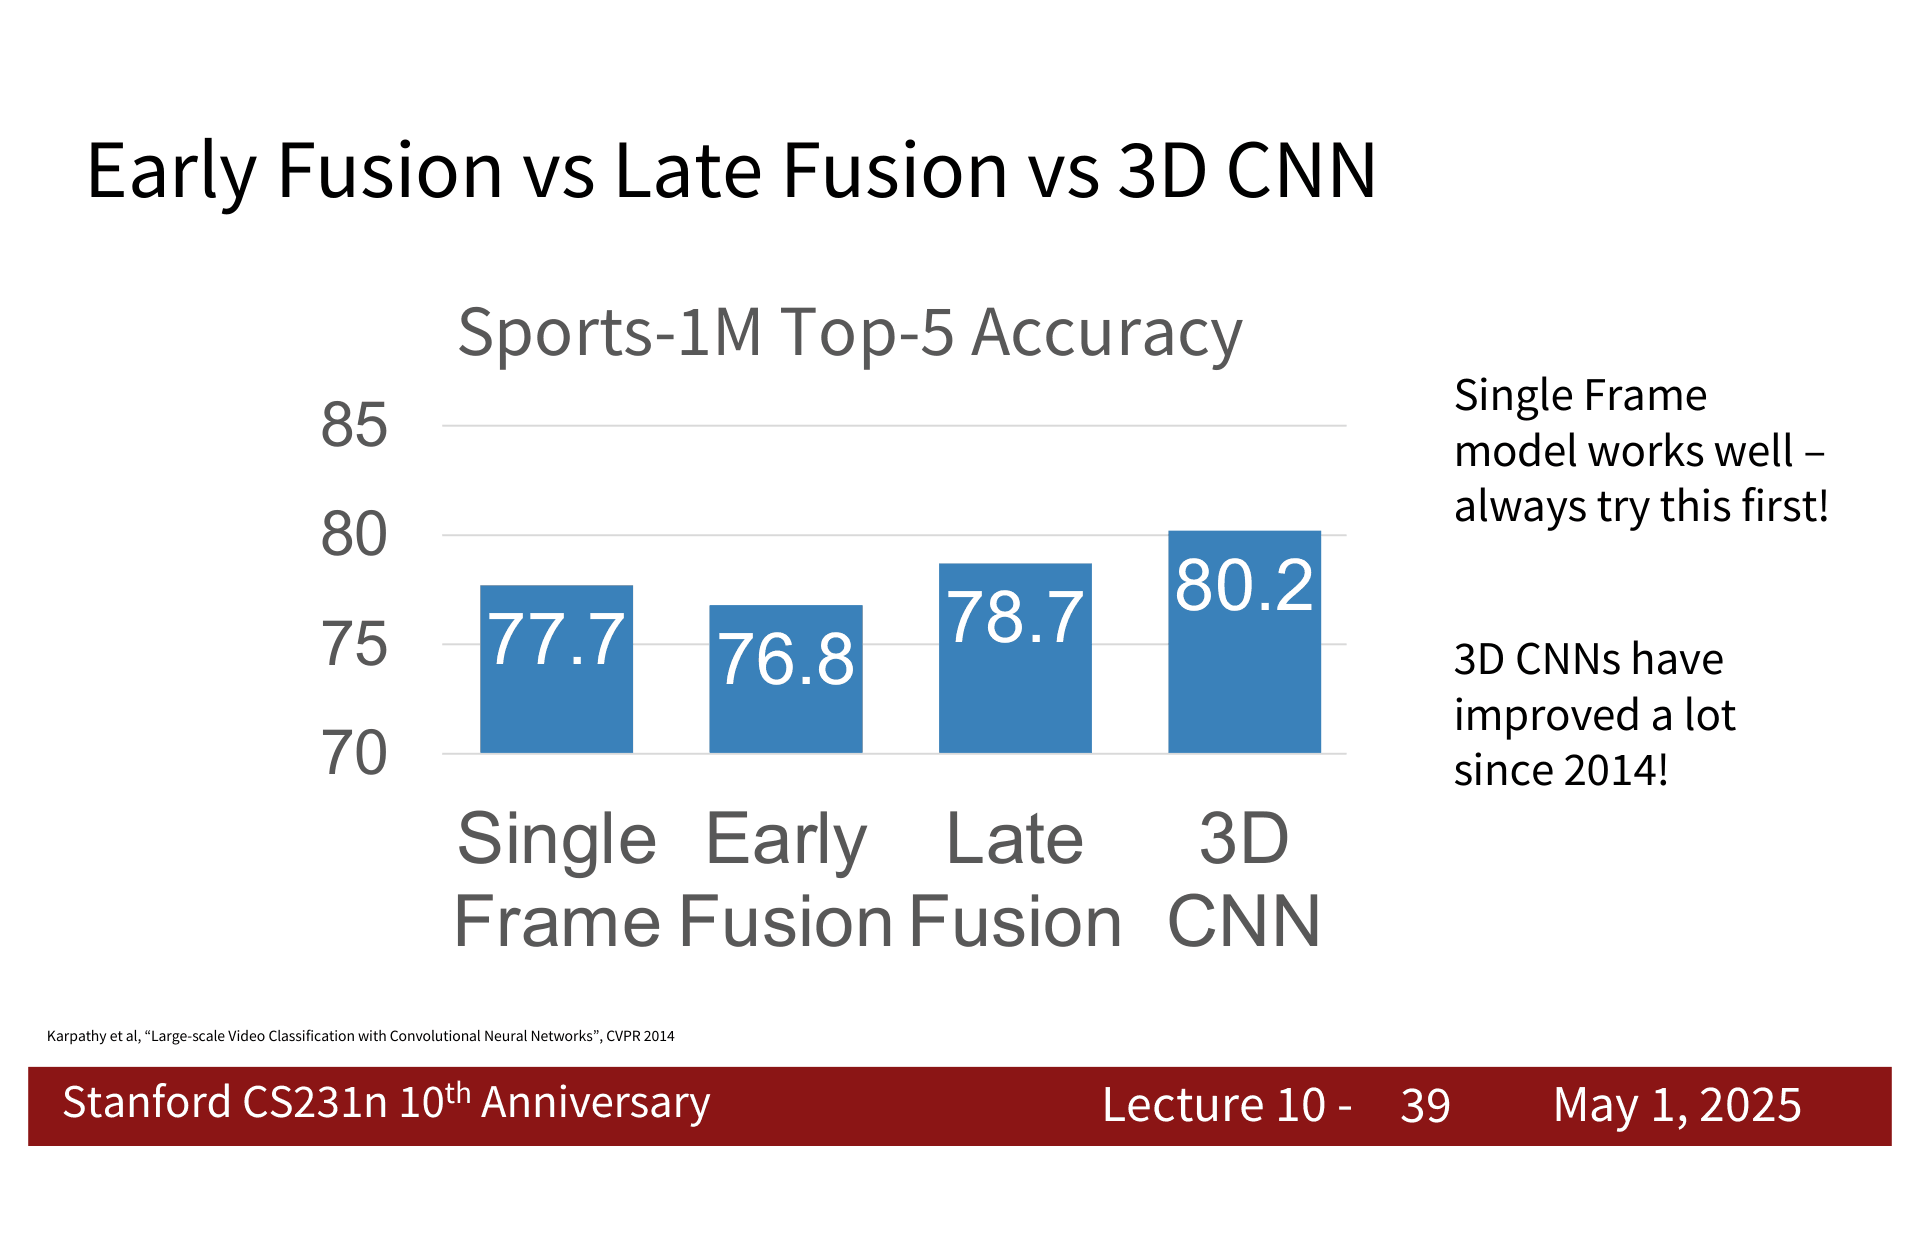 Early Fusion vs Late Fusion vs 3D CNN
Sports-1M Top-5 Accuracy
85
80
75
70
77.7
76.8
78.7
80.2
Single Frame
Early Fusion
Late Fusion
3D CNN
Single Frame
model works well –
always try this first!
3D CNNs have
improved a lot
since 2014!
Karpathy et al, “Large-scale Video Classification with Convolutional Neural Networks”, CVPR 2014
Stanford CS231n 10th Anniversary
Lecture 10 - 39
May 1, 2025